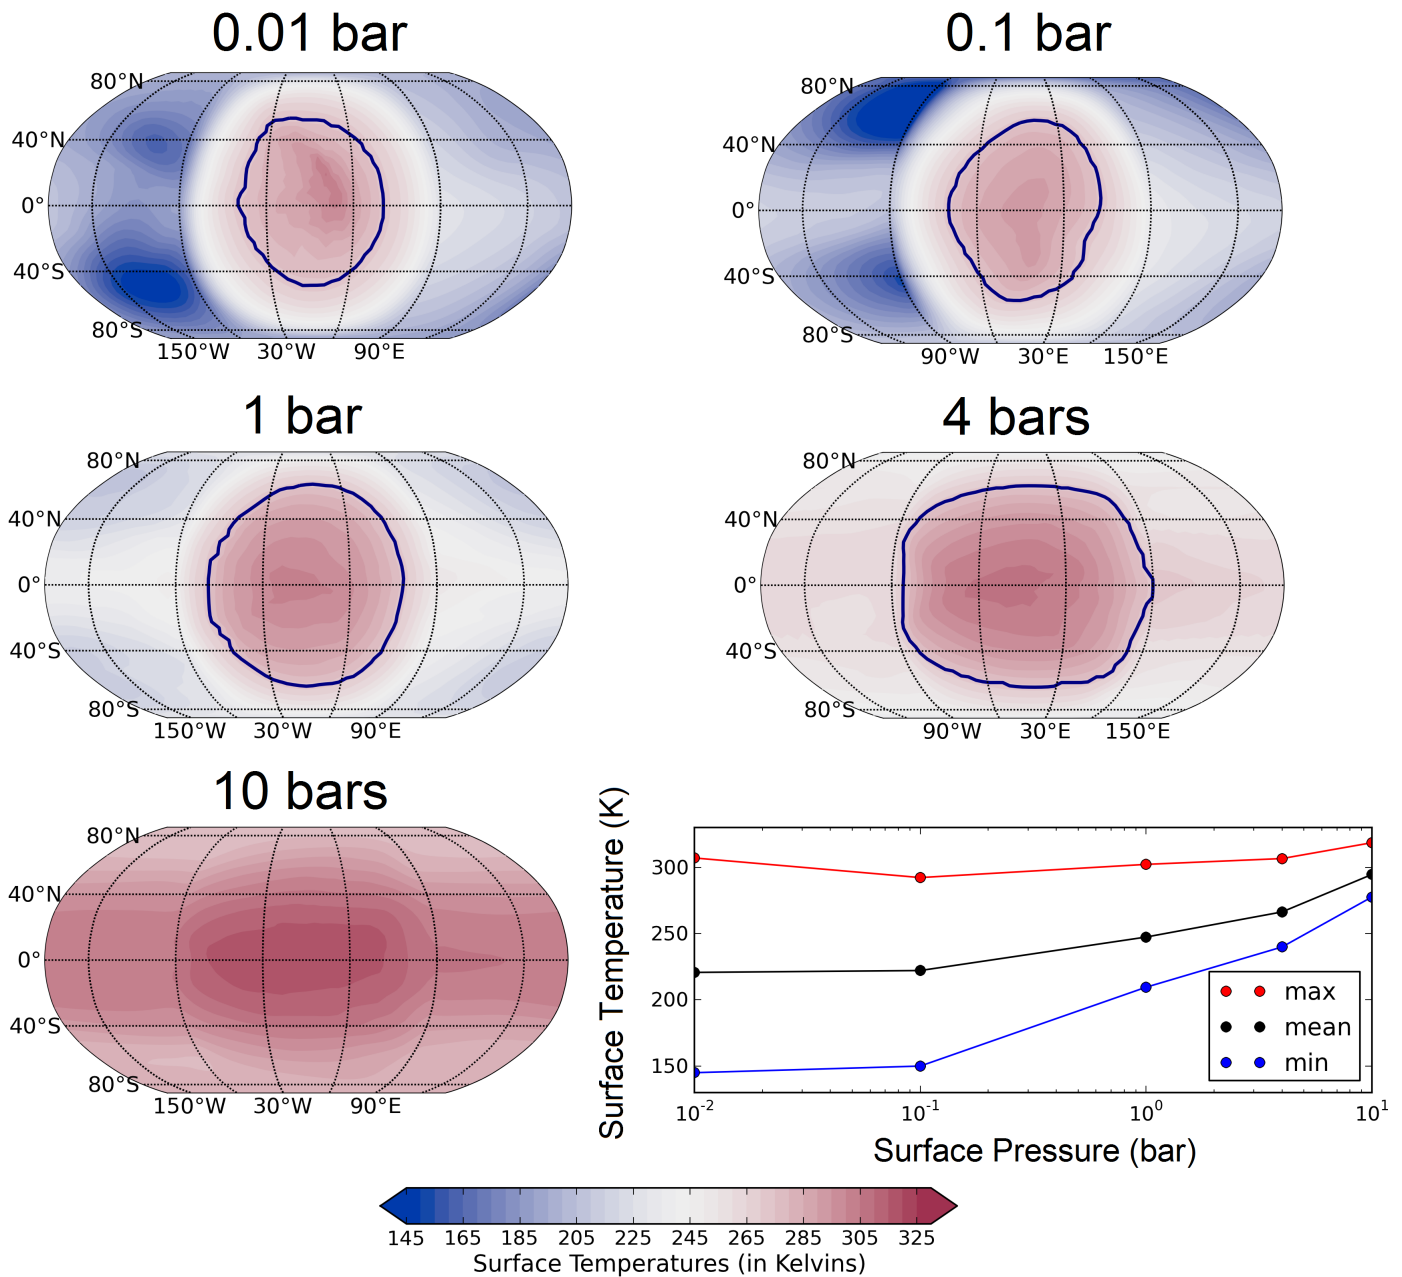 0.01 bar
0.1 bar
80°N
40°N
0°
40°S
80°S
150°W 30°W 90°E
80°N
40°N
0°
40°S
80°S
90°W 30°E 150°E
1 bar
4 bars
80°N
40°N
0°
40°S
80°S
150°W 30°W 90°E
80°N
40°N
0°
40°S
80°S
90°W 30°E 150°E
10 bars
80°N
40°N
0°
40°S
80°S
150°W 30°W 90°E
Surface Temperature (K)
300
250
200
150
max
mean
min
10⁻² 10⁻¹ 10⁰ 10¹
Surface Pressure (bar)
145 165 185 205 225 245 265 285 305 325
Surface Temperatures (in Kelvins)